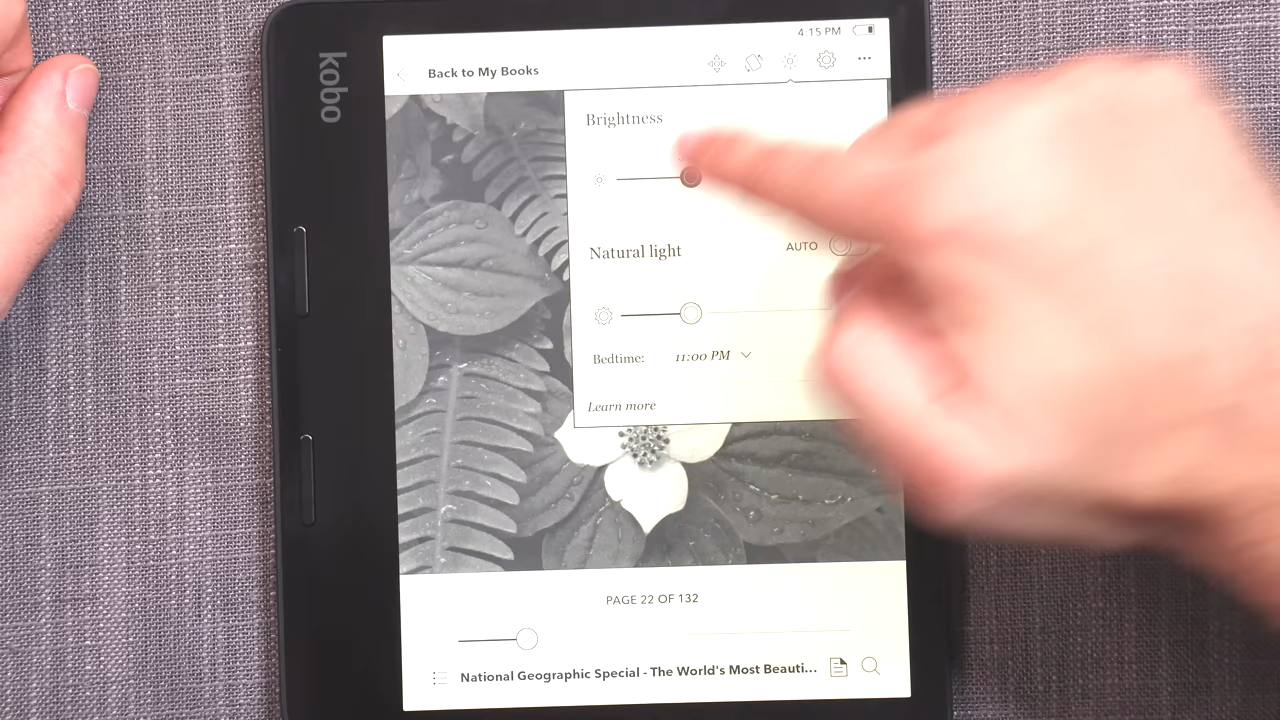 kobo
4:15 PM
Back to My Books
Brightness
Natural light AUTO
Bedtime: 11:00 PM
Learn more
PAGE 22 OF 132
National Geographic Special - The World's Most Beauti...